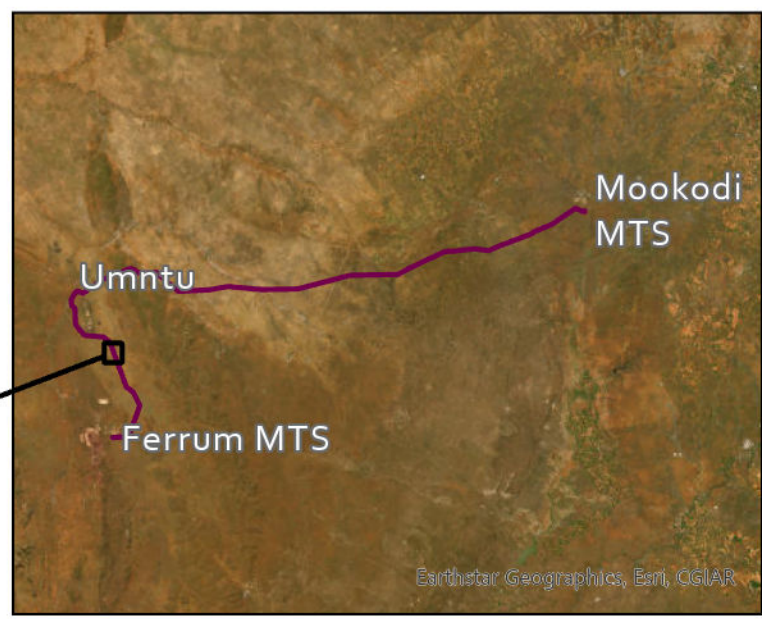 Mookodi
MTS
Umntu
Ferrum MTS
Earthstar Geographics, Esri, CGIAR